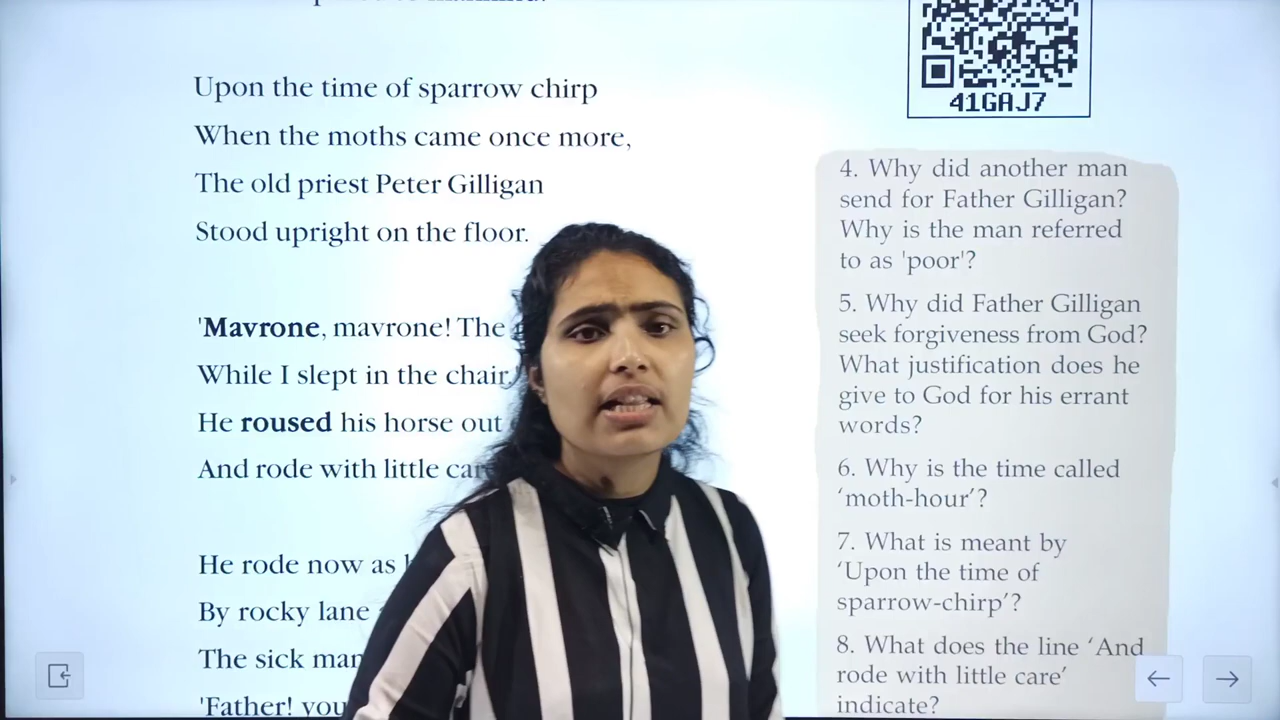 Upon the time of sparrow chirp
When the moths came once more,
The old priest Peter Gilligan
Stood upright on the floor.
'Mavrone, mavrone! The
While I slept in the chair
He roused his horse out
And rode with little care
He rode now as
By rocky lane
The sick man
'Father! you
41GAJ7
4. Why did another man
send for Father Gilligan?
Why is the man referred
to as 'poor'?
5. Why did Father Gilligan
seek forgiveness from God?
What justification does he
give to God for his errant
words?
6. Why is the time called
‘moth-hour’?
7. What is meant by
‘Upon the time of
sparrow-chirp’?
8. What does the line ‘And
rode with little care’
indicate?